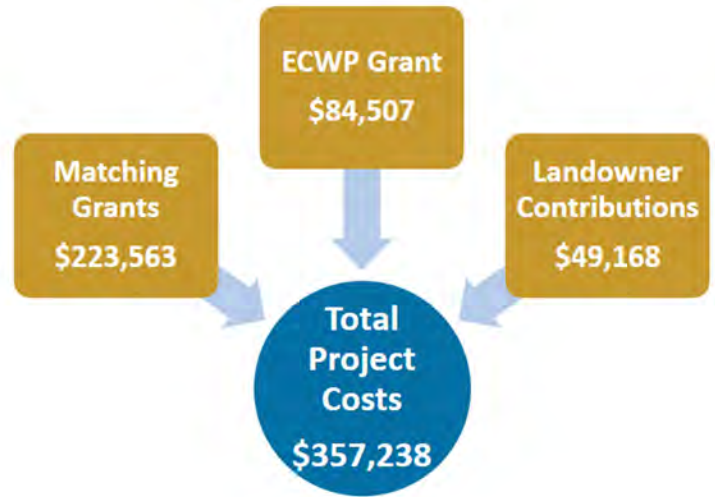 ECWP Grant
$84,507
Matching
Grants
$223,563
Landowner
Contributions
$49,168
Total
Project
Costs
$357,238